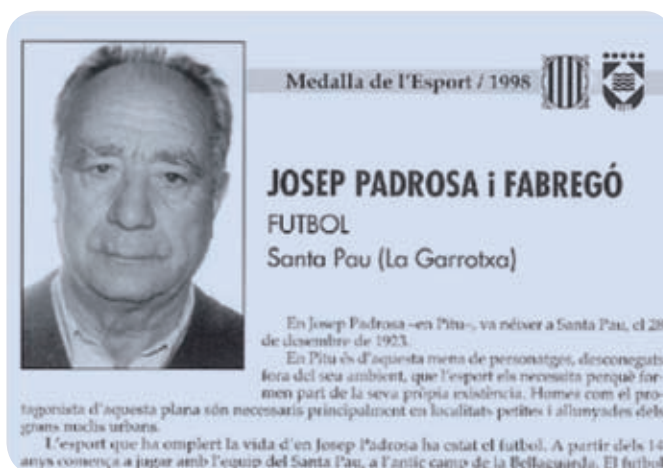 Medalla de l'Esport / 1998
JOSEP PADROSA i FABREGÓ
FUTBOL
Santa Pau (La Garrotxa)
En Josep Padrosa –en Pitu–, va néixer a Santa Pau, el 28
de desembre de 1923.
En Pitu és d'aquesta mena de personatges, desconeguts
fora del seu ambient, que l'esport els necessita perquè for-
men part de la seva pròpia existència. Homes com el pro-
tagonista d'aquesta plana són necessaris principalment en localitats petites i allunyades dels
grans nuclis urbans.
L'esport que ha omplert la vida d'en Josep Padrosa ha estat el futbol. A partir dels 14
anys comença a jugar amb l'equip del Santa Pau, a l'antic camp de la Bellaguarda. El futbol